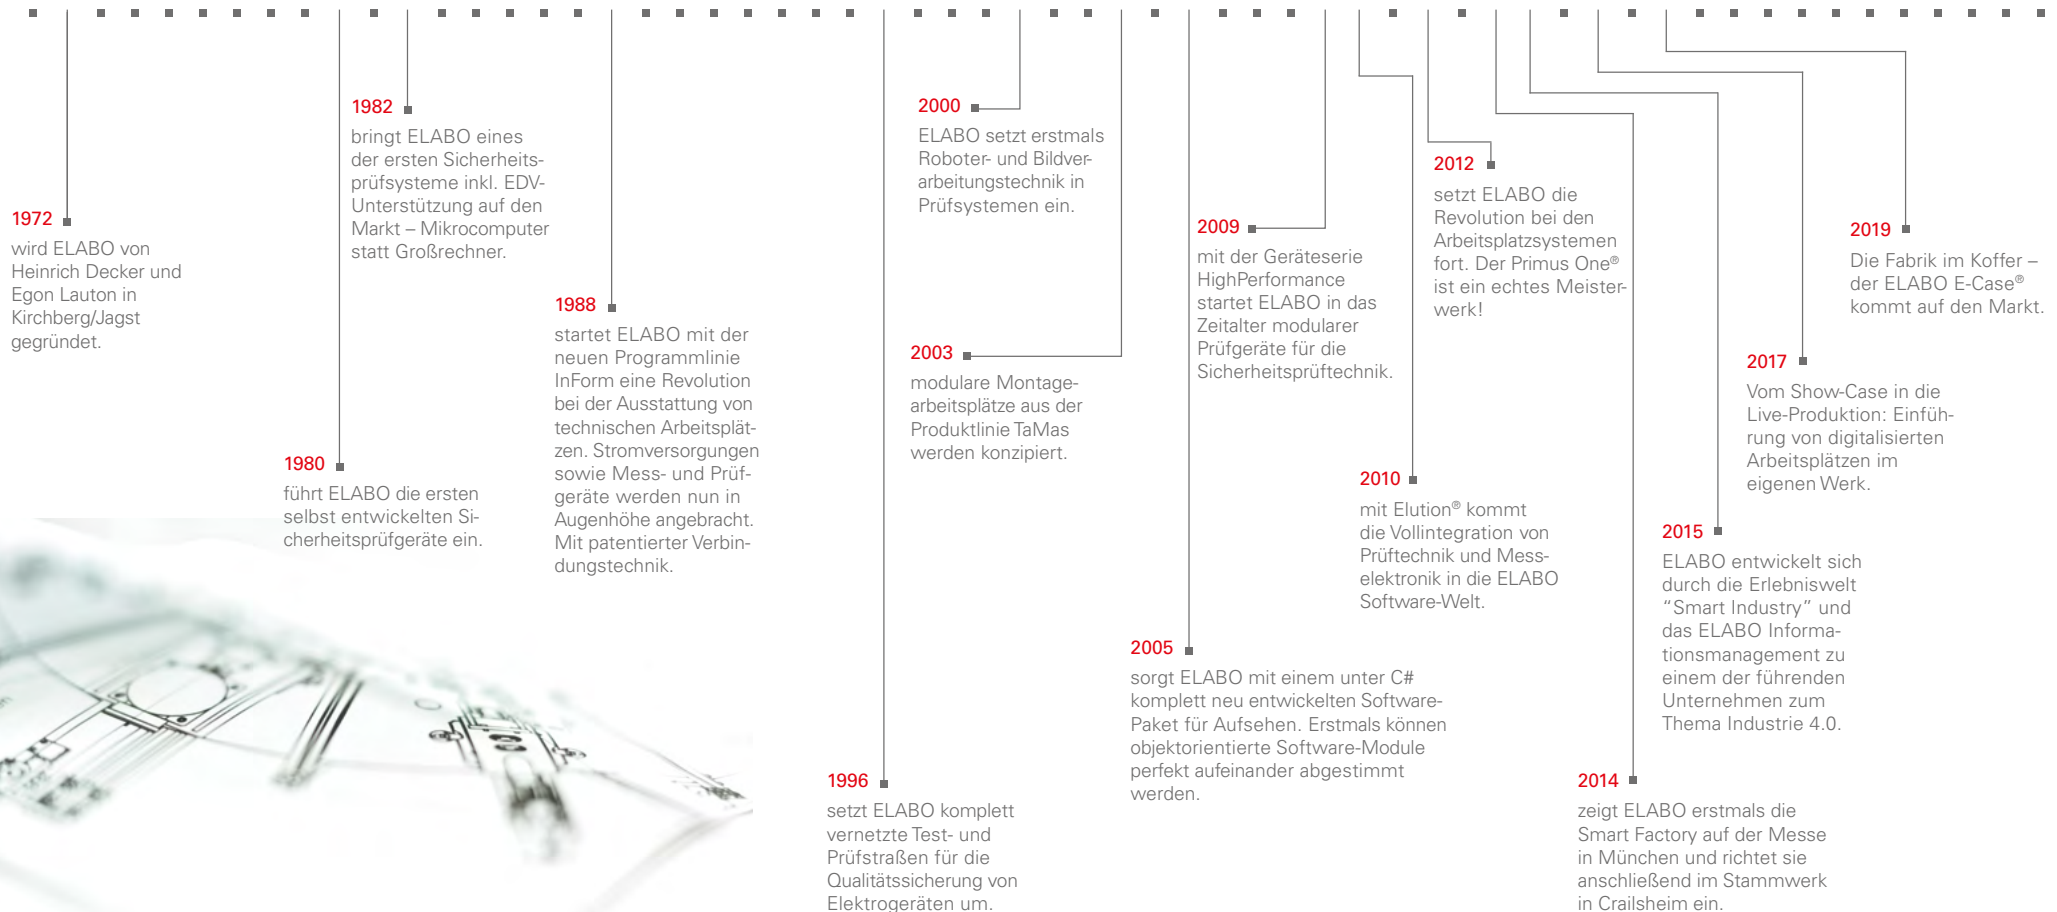 1972
wird ELABO von
Heinrich Decker und
Egon Lauton in
Kirchberg/Jagst
gegründet.
1980
führt ELABO die ersten
selbst entwickelten Si-
cherheitsprüfgeräte ein.
1982
bringt ELABO eines
der ersten Sicherheits-
prüfsysteme inkl. EDV-
Unterstützung auf den
Markt – Mikrocomputer
statt Großrechner.
1988
startet ELABO mit der
neuen Programmlinie
InForm eine Revolution
bei der Ausstattung von
technischen Arbeitsplät-
zen. Stromversorgungen
sowie Mess- und Prüf-
geräte werden nun in
Augenhöhe angebracht.
Mit patentierter Verbin-
dungstechnik.
1996
setzt ELABO komplett
vernetzte Test- und
Prüfstraßen für die
Qualitätssicherung von
Elektrogeräten um.
2000
ELABO setzt erstmals
Roboter- und Bildver-
arbeitungstechnik in
Prüfsystemen ein.
2003
modulare Montage-
arbeitsplätze aus der
Produktlinie TaMas
werden konzipiert.
2005
sorgt ELABO mit einem unter C#
komplett neu entwickelten Software-
Paket für Aufsehen. Erstmals können
objektorientierte Software-Module
perfekt aufeinander abgestimmt
werden.
2009
mit der Geräteserie
HighPerformance
startet ELABO in das
Zeitalter modularer
Prüfgeräte für die
Sicherheitsprüftechnik.
2010
mit Elution® kommt
die Vollintegration von
Prüftechnik und Mess-
elektronik in die ELABO
Software-Welt.
2012
setzt ELABO die
Revolution bei den
Arbeitsplatzsystemen
fort. Der Primus One®
ist ein echtes Meister-
werk!
2014
zeigt ELABO erstmals die
Smart Factory auf der Messe
in München und richtet sie
anschließend im Stammwerk
in Crailsheim ein.
2015
ELABO entwickelt sich
durch die Erlebniswelt
“Smart Industry” und
das ELABO Informa-
tionsmanagement zu
einem der führenden
Unternehmen zum
Thema Industrie 4.0.
2017
Vom Show-Case in die
Live-Produktion: Einfüh-
rung von digitalisierten
Arbeitsplätzen im
eigenen Werk.
2019
Die Fabrik im Koffer –
der ELABO E-Case®
kommt auf den Markt.